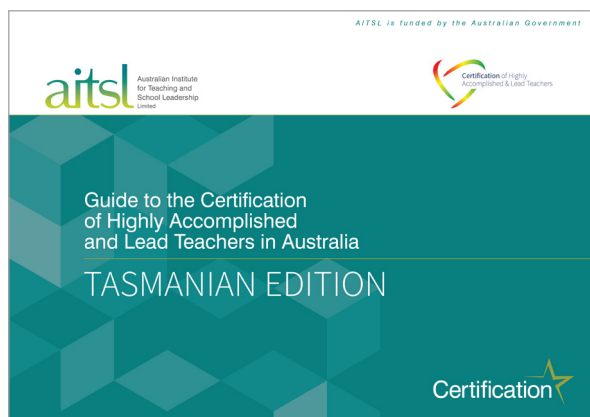 AITSL is funded by the Australian Government
aitsl
Australian Institute
for Teaching and
School Leadership
Limited
Certification of Highly
Accomplished & Lead Teachers
Guide to the Certification
of Highly Accomplished
and Lead Teachers in Australia
TASMANIAN EDITION
Certification